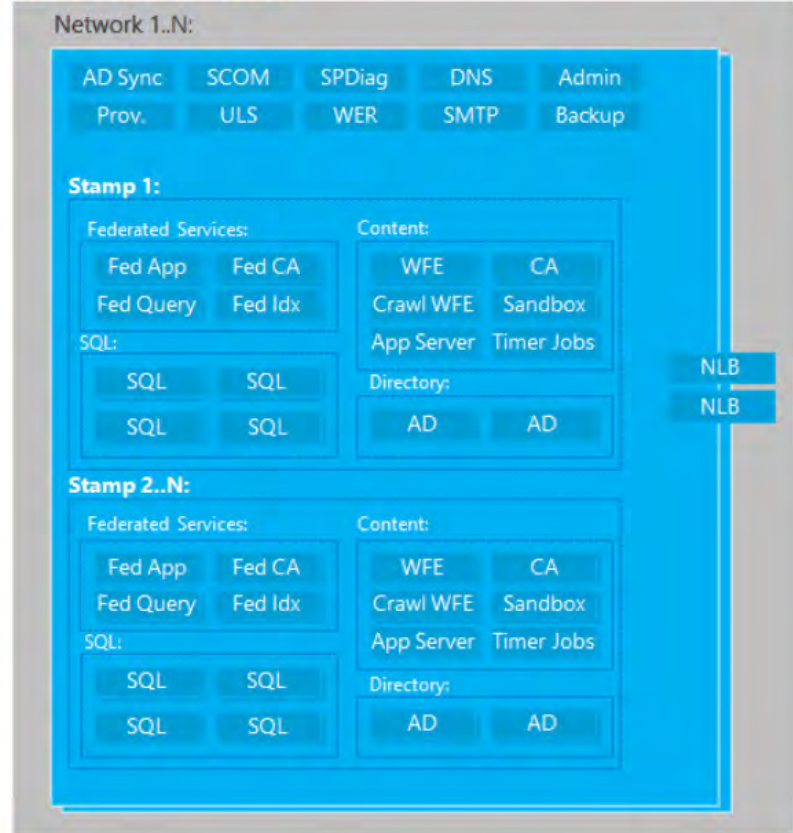 Network 1..N:
AD Sync SCOM SPDiag DNS Admin
Prov. ULS WER SMTP Backup
Stamp 1:
Federated Services:
Fed App Fed CA
Fed Query Fed Idx
SQL:
SQL SQL
SQL SQL
Content:
WFE CA
Crawl WFE Sandbox
App Server Timer Jobs
Directory:
AD AD
Stamp 2..N:
Federated Services:
Fed App Fed CA
Fed Query Fed Idx
SQL:
SQL SQL
SQL SQL
Content:
WFE CA
Crawl WFE Sandbox
App Server Timer Jobs
Directory:
AD AD
NLB
NLB